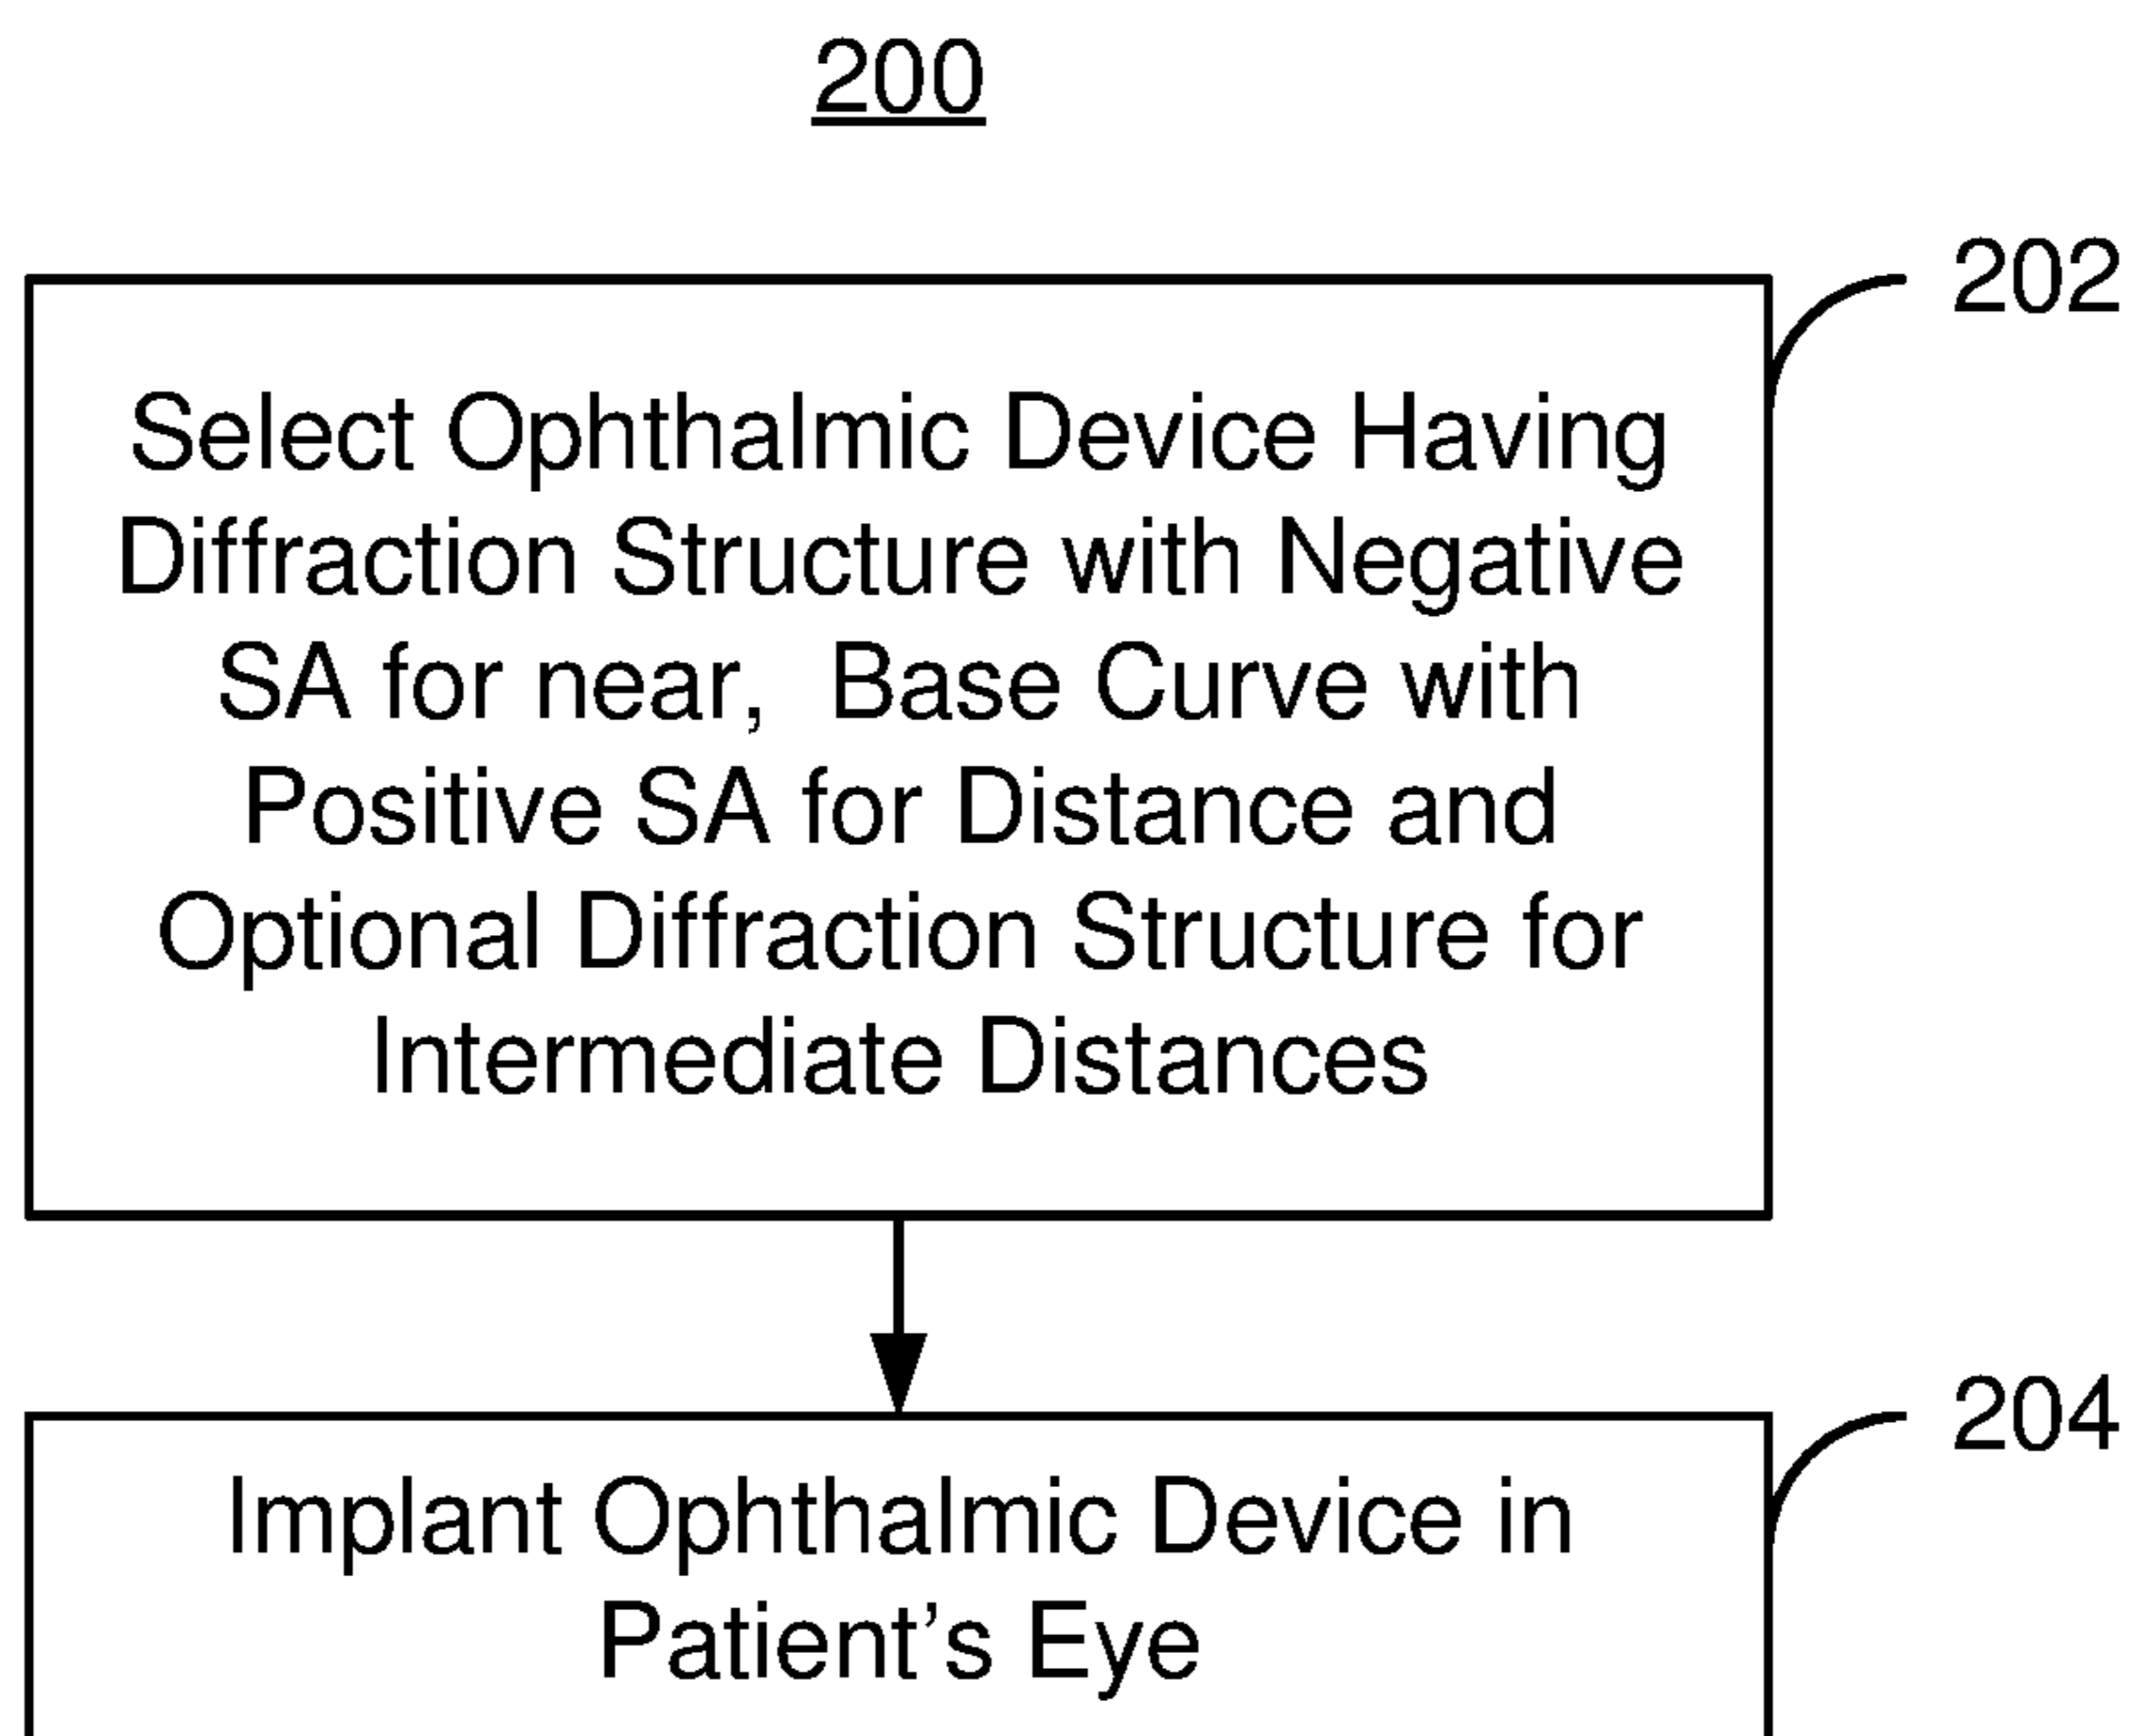 200
202
Select Ophthalmic Device Having
Diffraction Structure with Negative
SA for near,  Base Curve with
Positive SA for Distance and
Optional Diffraction Structure for
Intermediate Distances
204
Implant Ophthalmic Device in
Patient’s Eye